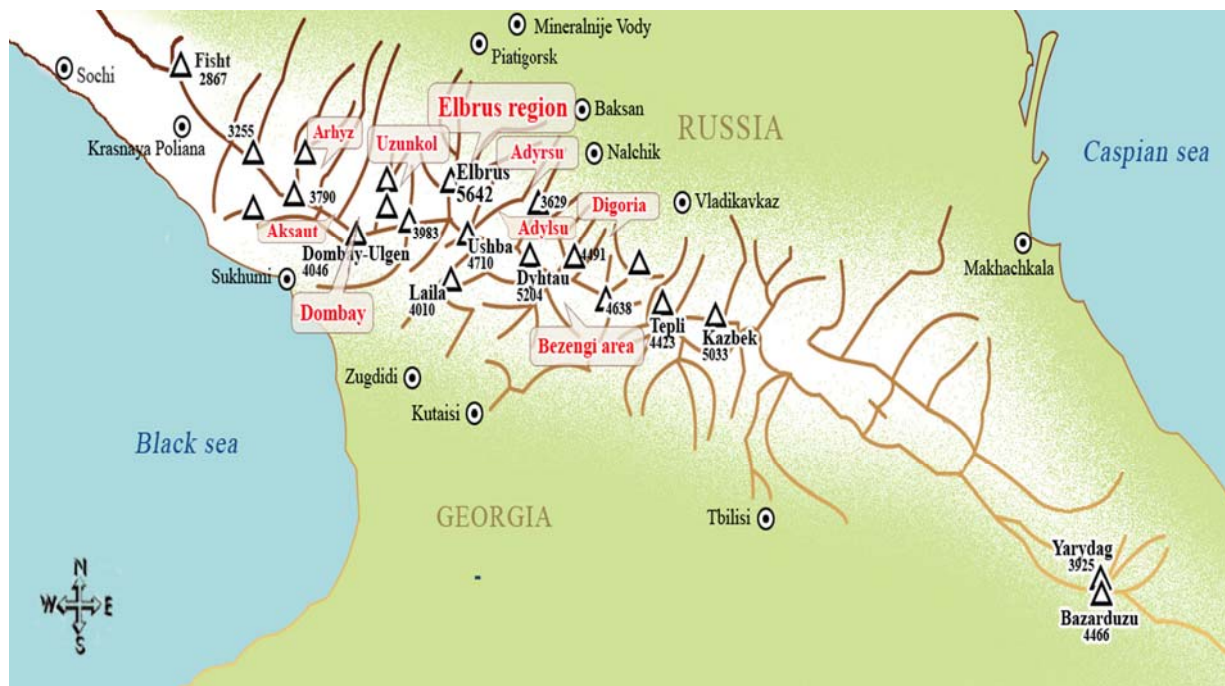 Mineralnije Vody
Piatigorsk
Fisht
2867
Sochi
Elbrus region
Baksan
RUSSIA
Caspian sea
Krasnaya Poliana
3255
Arhyz
Uzunkol
Adyrsu
Nalchik
Elbrus
5642
3790
3629
Digoria
Vladikavkaz
Aksaut
3983
Adylsu
Dombay-Ulgen
4046
Ushba
4710
4491
Makhachkala
Sukhumi
Dyhtau
5204
Laila
4010
4638
Dombay
Tepli
4423
Kazbek
5033
Bezengi area
Zugdidi
Kutaisi
Black sea
GEORGIA
Tbilisi
Yarydag
3925
N
W E
S
Bazarduzu
4466